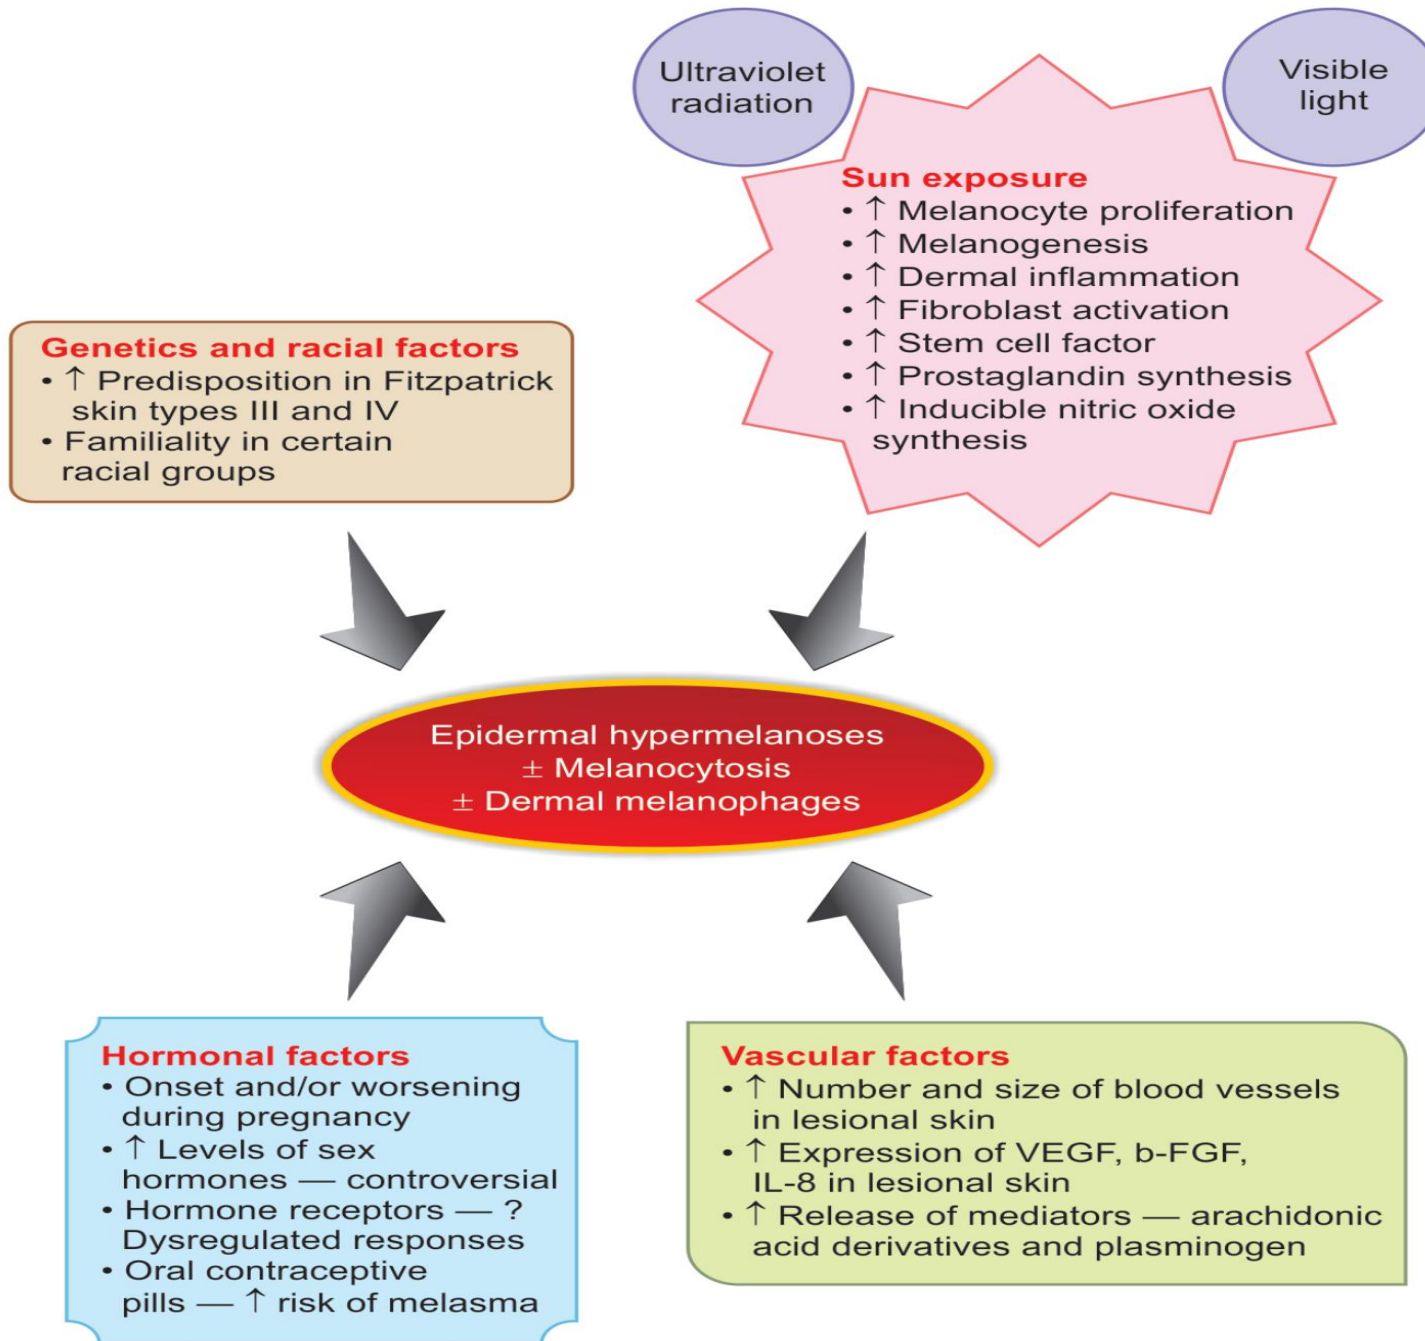 Ultraviolet
radiation
Visible
light
Sun exposure
• ↑ Melanocyte proliferation
• ↑ Melanogenesis
• ↑ Dermal inflammation
• ↑ Fibroblast activation
• ↑ Stem cell factor
• ↑ Prostaglandin synthesis
• ↑ Inducible nitric oxide
synthesis
Genetics and racial factors
• ↑ Predisposition in Fitzpatrick
skin types III and IV
• Familiality in certain
racial groups
Epidermal hypermelanoses
± Melanocytosis
± Dermal melanophages
Hormonal factors
• Onset and/or worsening
during pregnancy
• ↑ Levels of sex
hormones — controversial
• Hormone receptors — ?
Dysregulated responses
• Oral contraceptive
pills — ↑ risk of melasma
Vascular factors
• ↑ Number and size of blood vessels
in lesional skin
• ↑ Expression of VEGF, b-FGF,
IL-8 in lesional skin
• ↑ Release of mediators — arachidonic
acid derivatives and plasminogen